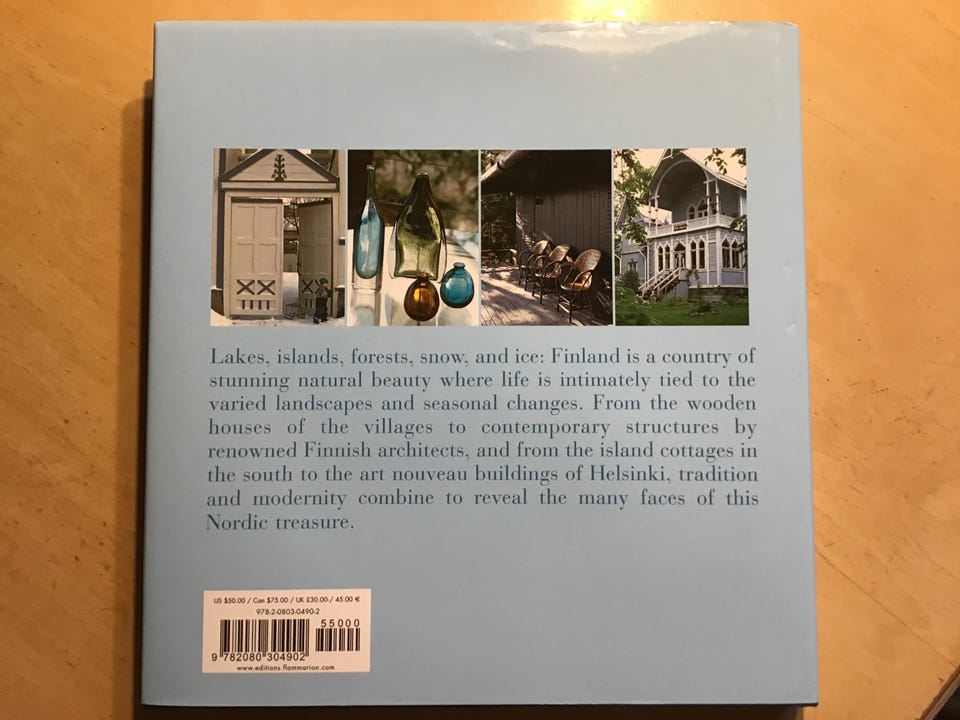 Lakes, islands, forests, snow, and ice: Finland is a country of
stunning natural beauty where life is intimately tied to the
varied landscapes and seasonal changes. From the wooden
houses of the villages to contemporary structures by
renowned Finnish architects, and from the island cottages in
the south to the art nouveau buildings of Helsinki, tradition
and modernity combine to reveal the many faces of this
Nordic treasure.
US $50.00 / Can $75.00 / UK £30.00-/ 45.00 €
978-2-0803-0490-2
55000
9 782080 304902
www.editions.flammarion.com